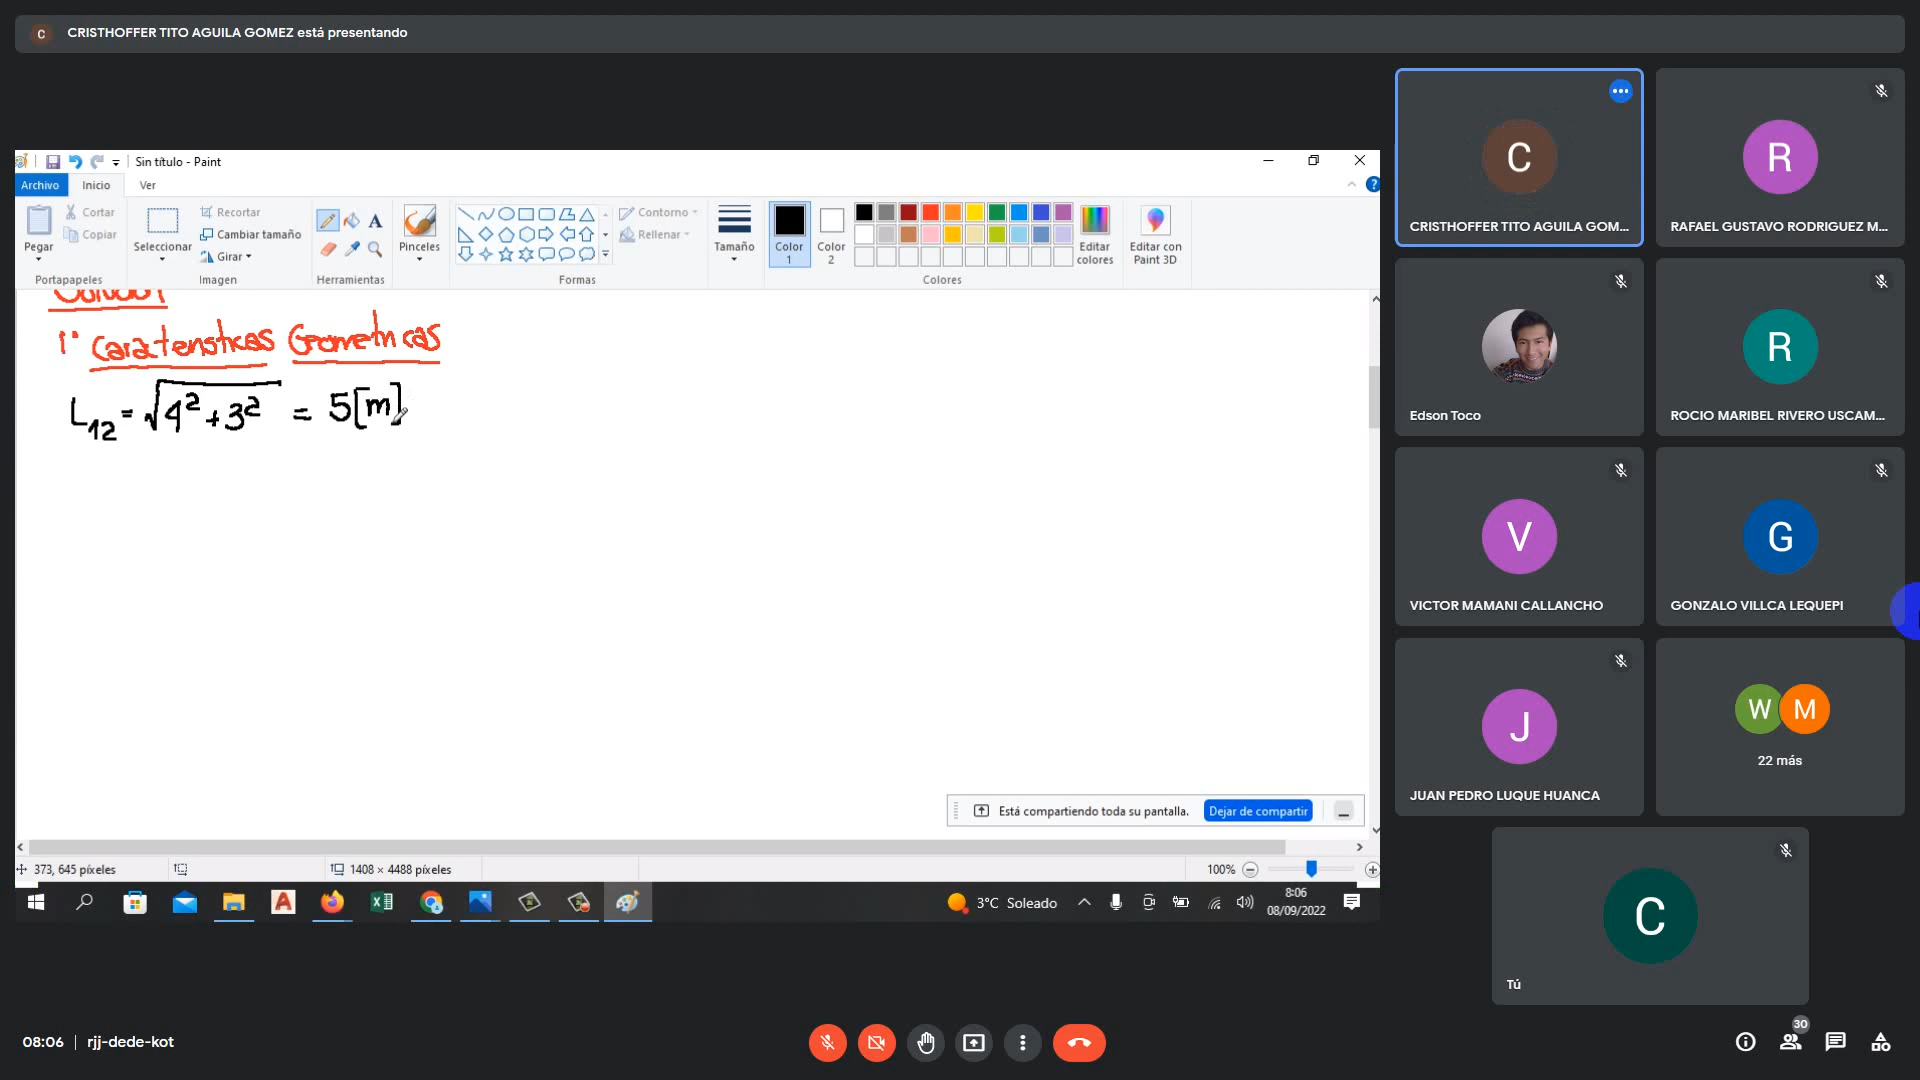 C CRISTHOFFER TITO AGUILA GOMEZ está presentando
Sin título - Paint
Archivo Inicio Ver
Pegar
Cortar
Copiar
Portapapeles
Seleccionar
Recortar
Cambiar tamaño
Girar
Imagen
A
Herramientas
Pinceles
Contorno
Rellenar
Formas
Tamaño
Color 1
Color 2
Editar colores
Editar con Paint 3D
Colores
1° Caracteristicas Geometricas
L12 = √4² + 3² = 5 [m]
Está compartiendo toda su pantalla. Dejar de compartir
373, 645 píxeles
1408 × 4488 píxeles
100%
3°C Soleado
8:06
08/09/2022
C
CRISTHOFFER TITO AGUILA GOM...
R
RAFAEL GUSTAVO RODRIGUEZ M...
Edson Toco
R
ROCIO MARIBEL RIVERO USCAM...
V
VICTOR MAMANI CALLANCHO
G
GONZALO VILLCA LEQUEPI
J
JUAN PEDRO LUQUE HUANCA
W M
22 más
C
Tú
08:06 | rjj-dede-kot
30